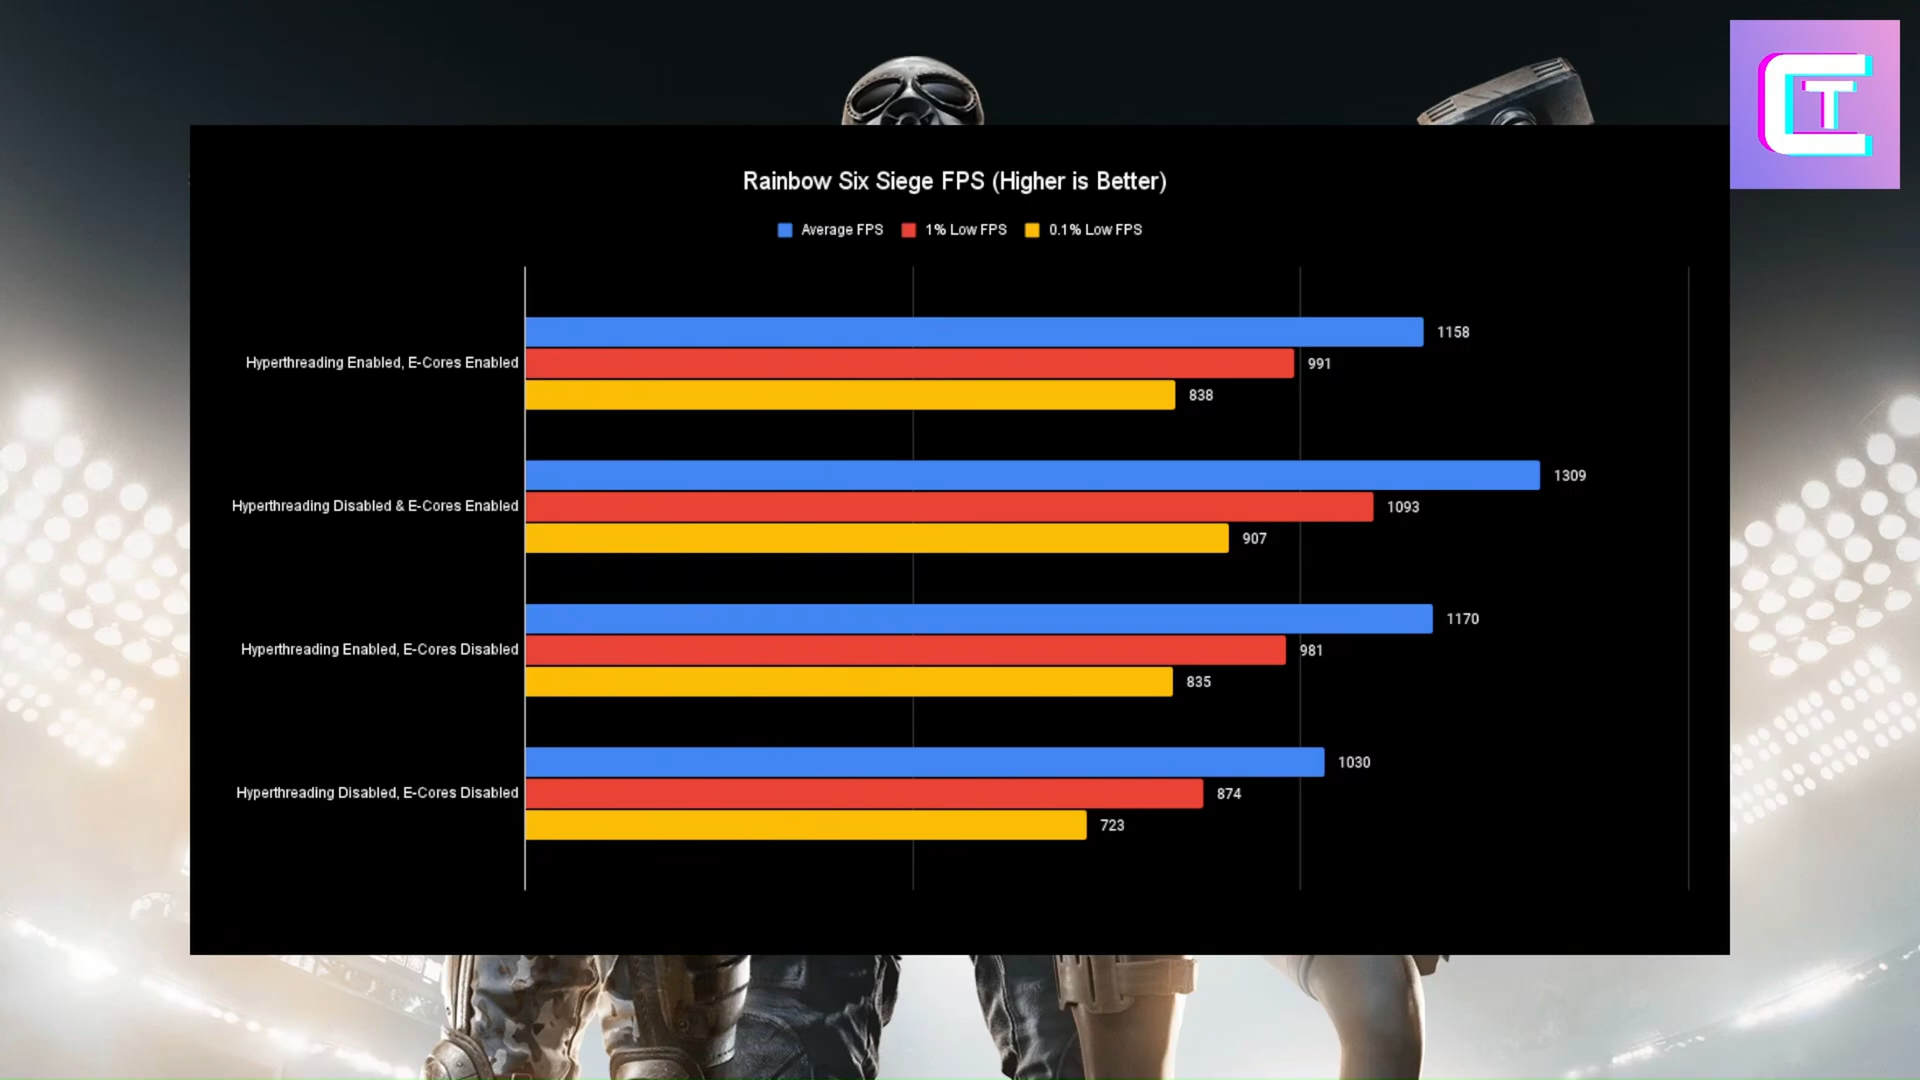 CT
Rainbow Six Siege FPS (Higher is Better)
Average FPS 1% Low FPS 0.1% Low FPS
Hyperthreading Enabled, E-Cores Enabled
1158
991
838
Hyperthreading Disabled & E-Cores Enabled
1309
1093
907
Hyperthreading Enabled, E-Cores Disabled
1170
981
835
Hyperthreading Disabled, E-Cores Disabled
1030
874
723